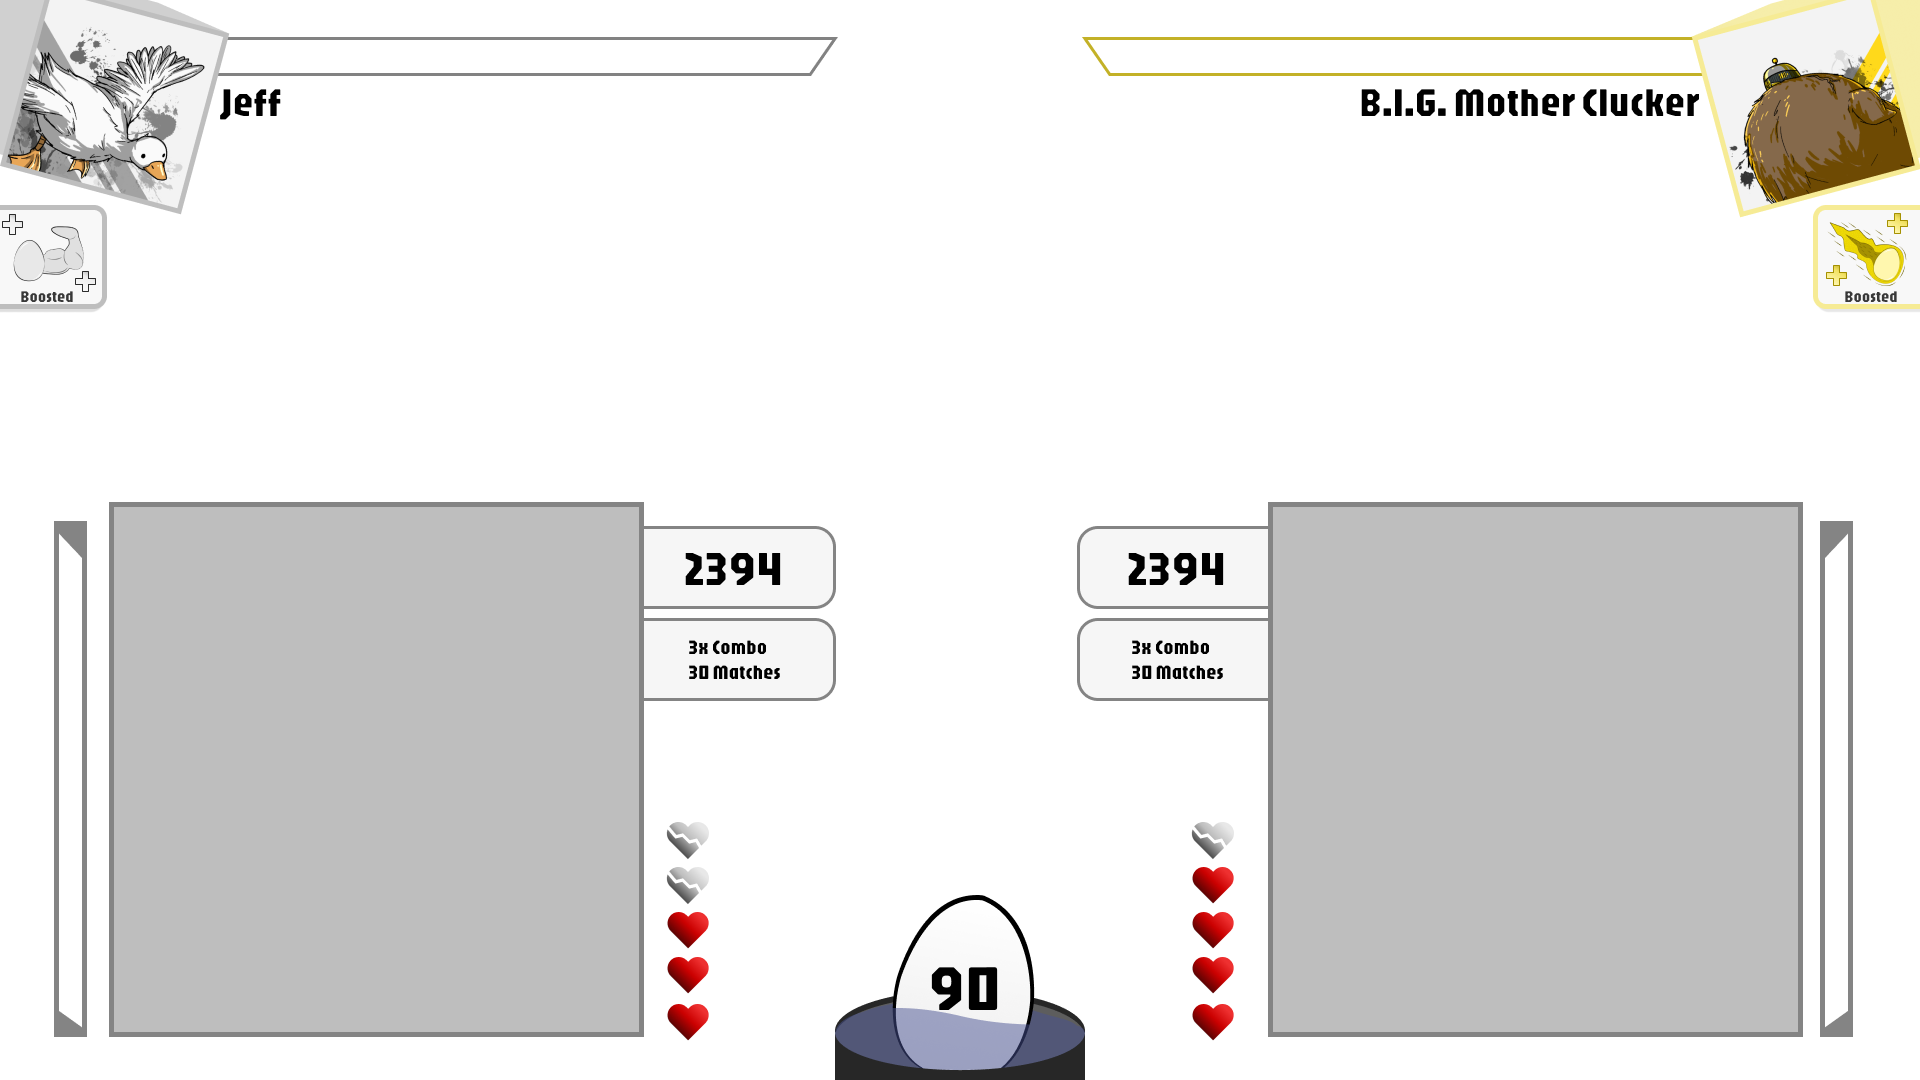 Jeff
B.I.G. Mother Clucker
Boosted
Boosted
2394
2394
3x Combo
30 Matches
3x Combo
30 Matches
90